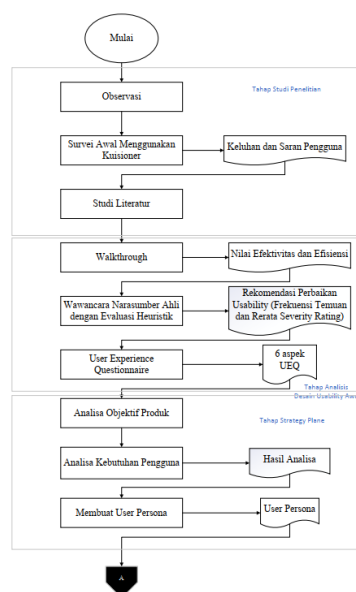 Mulai
Tahap Studi Penelitian
Observasi
Survei Awal Menggunakan
Kuisioner
Keluhan dan Saran Pengguna
Studi Literatur
Walkthrough
Nilai Efektivitas dan Efisiensi
Wawancara Narasumber Ahli
dengan Evaluasi Heuristik
Rekomendasi Perbaikan
Usability (Frekuensi Temuan
dan Rerata Severity Rating)
User Experience
Questionnaire
6 aspek
UEQ
Tahap Analisis
Desain Usability Awal
Analisa Objektif Produk
Tahap Strategy Plane
Analisa Kebutuhan Pengguna
Hasil Analisa
Membuat User Persona
User Persona
A